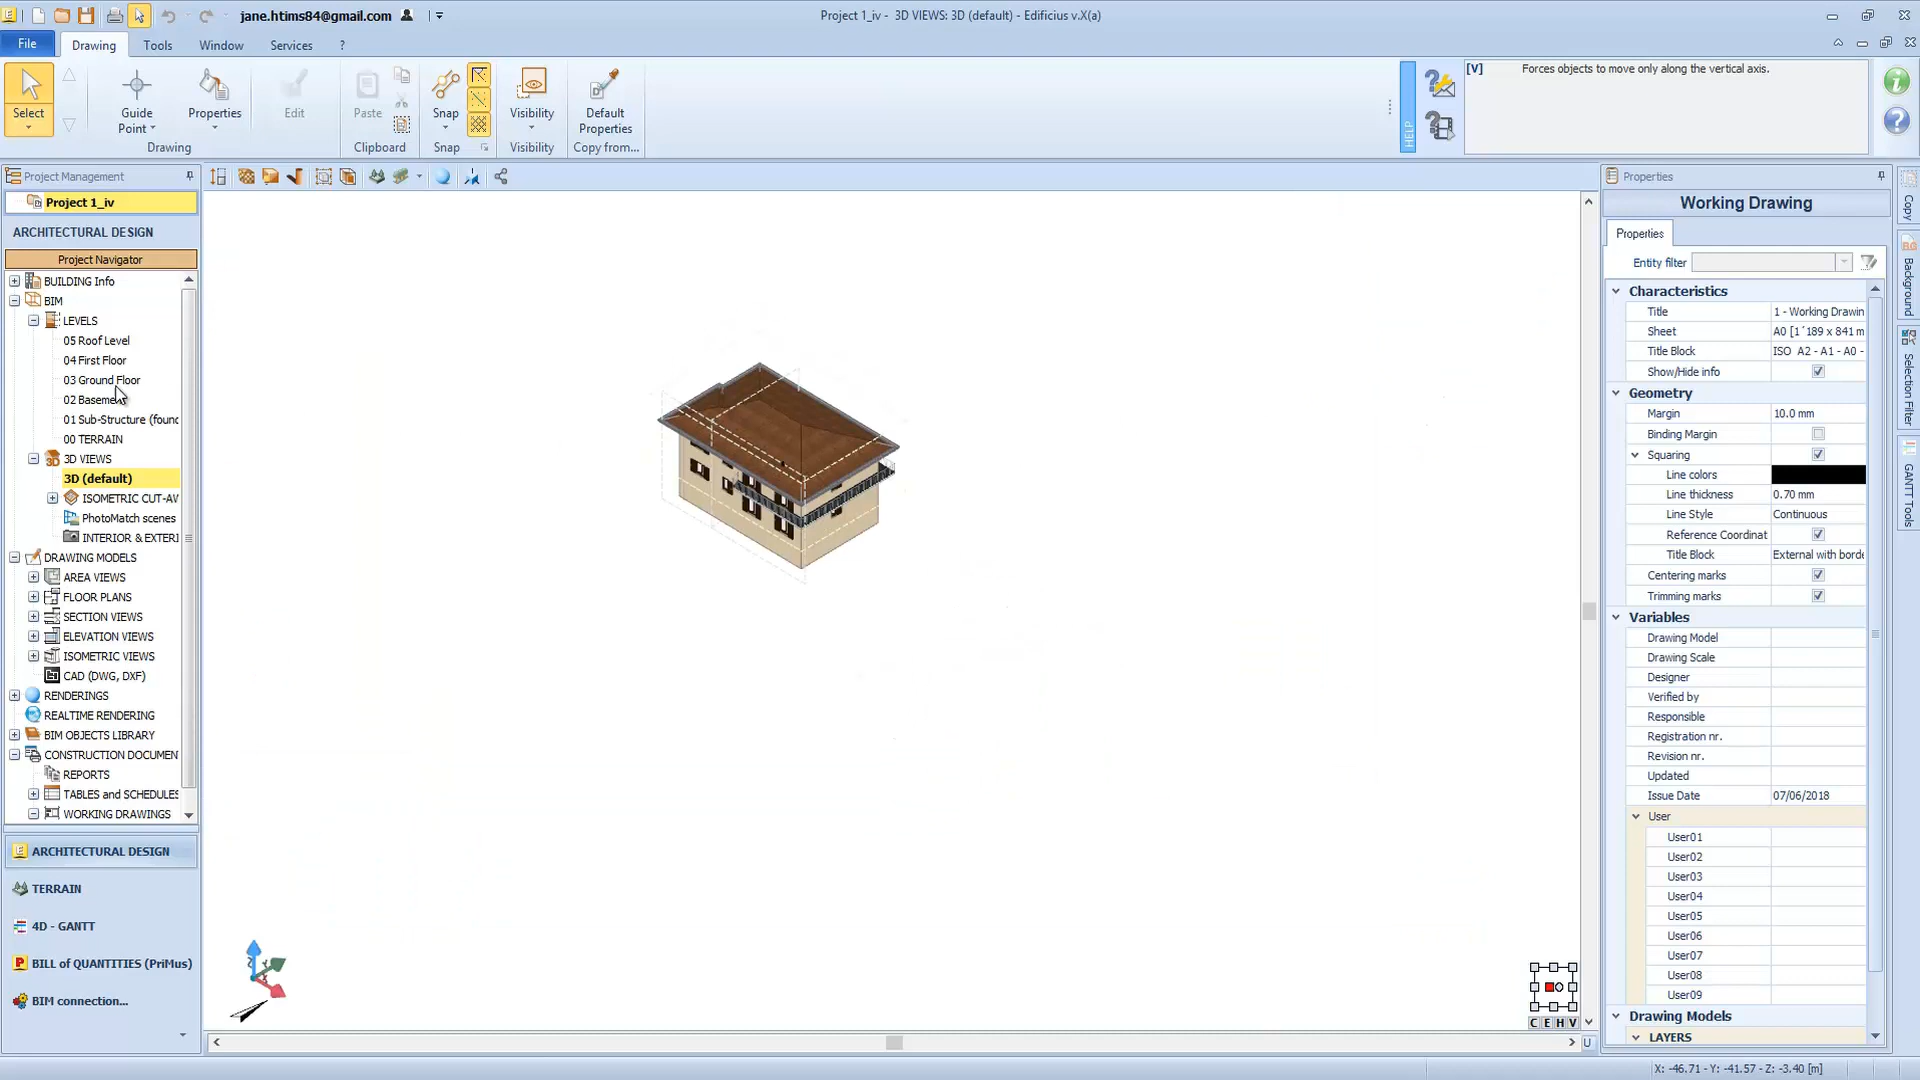 jane.htims84@gmail.com
Project 1_iv - 3D VIEWS: 3D (default) - Edificius v.X(a)
File
Drawing
Tools
Window
Services
?
Select
Guide
Point
Properties
Edit
Drawing
Paste
Clipboard
Snap
Snap
Visibility
Visibility
Default
Properties
Copy from...
HELP
[V]
Forces objects to move only along the vertical axis.
Project Management
Project 1_iv
ARCHITECTURAL DESIGN
Project Navigator
BUILDING Info
BIM
LEVELS
05 Roof Level
04 First Floor
03 Ground Floor
02 Basement
01 Sub-Structure (found
00 TERRAIN
3D VIEWS
3D (default)
ISOMETRIC CUT-AW
PhotoMatch scenes
INTERIOR & EXTERI
DRAWING MODELS
AREA VIEWS
FLOOR PLANS
SECTION VIEWS
ELEVATION VIEWS
ISOMETRIC VIEWS
CAD (DWG, DXF)
RENDERINGS
REALTIME RENDERING
BIM OBJECTS LIBRARY
CONSTRUCTION DOCUMEN
REPORTS
TABLES and SCHEDULES
WORKING DRAWINGS
ARCHITECTURAL DESIGN
TERRAIN
4D - GANTT
BILL of QUANTITIES (PriMus)
BIM connection...
C E H V
U
Properties
Working Drawing
Properties
Entity filter
Characteristics
Title 1 - Working Drawin
Sheet A0 [1´189 x 841 m
Title Block ISO A2 - A1 - A0 -
Show/Hide info
Geometry
Margin 10.0 mm
Binding Margin
Squaring
Line colors
Line thickness 0.70 mm
Line Style Continuous
Reference Coordinat
Title Block External with borde
Centering marks
Trimming marks
Variables
Drawing Model
Drawing Scale
Designer
Verified by
Responsible
Registration nr.
Revision nr.
Updated
Issue Date 07/06/2018
User
User01
User02
User03
User04
User05
User06
User07
User08
User09
Drawing Models
LAYERS
Copy
Background
Selection Filter
GANTT Tools
X: -46.71 - Y: -41.57 - Z: -3.40 [m]